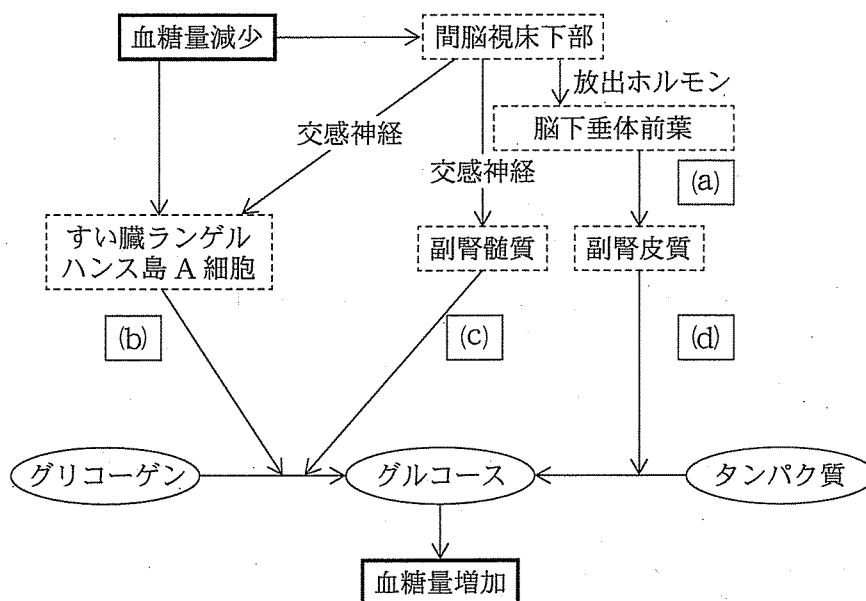 血糖量減少
間脳視床下部
放出ホルモン
脳下垂体前葉
交感神経
交感神経
(a)
すい臓ランゲル
ハンス島 A 細胞
副腎髄質
副腎皮質
(b)
(c)
(d)
グリコーゲン
グルコース
タンパク質
血糖量増加